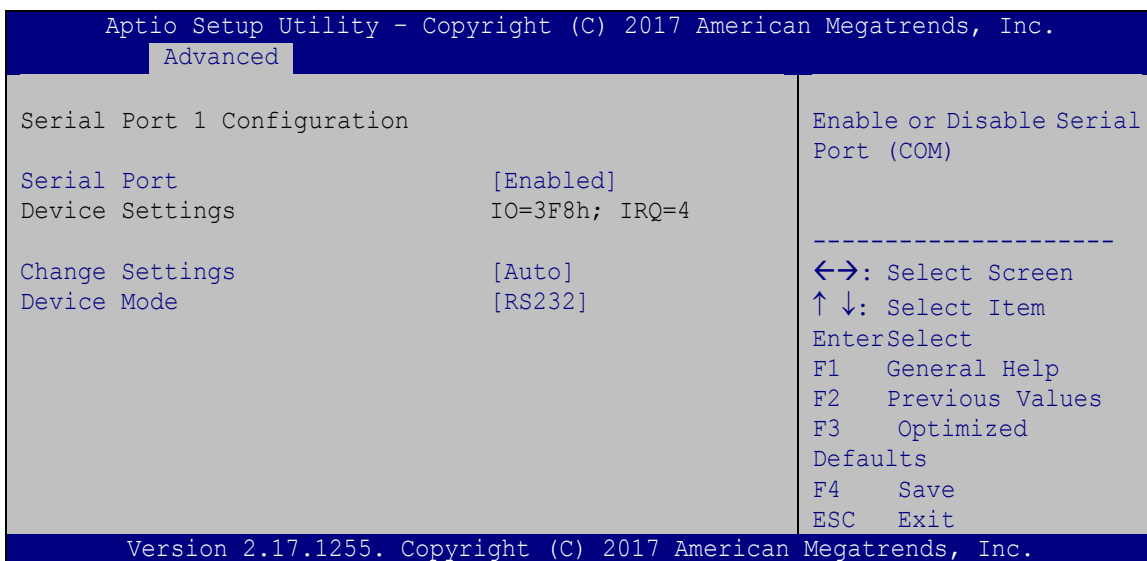 Aptio Setup Utility – Copyright (C) 2017 American Megatrends, Inc.
Advanced
Serial Port 1 Configuration
Serial Port [Enabled]
Device Settings IO=3F8h; IRQ=4
Change Settings [Auto]
Device Mode [RS232]
Enable or Disable Serial
Port (COM)
---------------------
←→: Select Screen
↑ ↓: Select Item
EnterSelect
F1 General Help
F2 Previous Values
F3 Optimized
Defaults
F4 Save
ESC Exit
Version 2.17.1255. Copyright (C) 2017 American Megatrends, Inc.